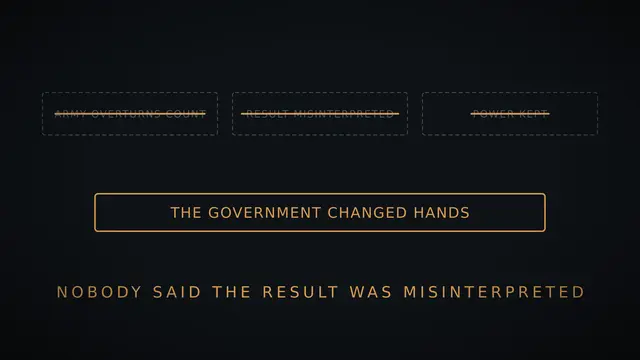 ARMY OVERTURNS COUNT
RESULT MISINTERPRETED
POWER KEPT
THE GOVERNMENT CHANGED HANDS
NOBODY SAID THE RESULT WAS MISINTERPRETED